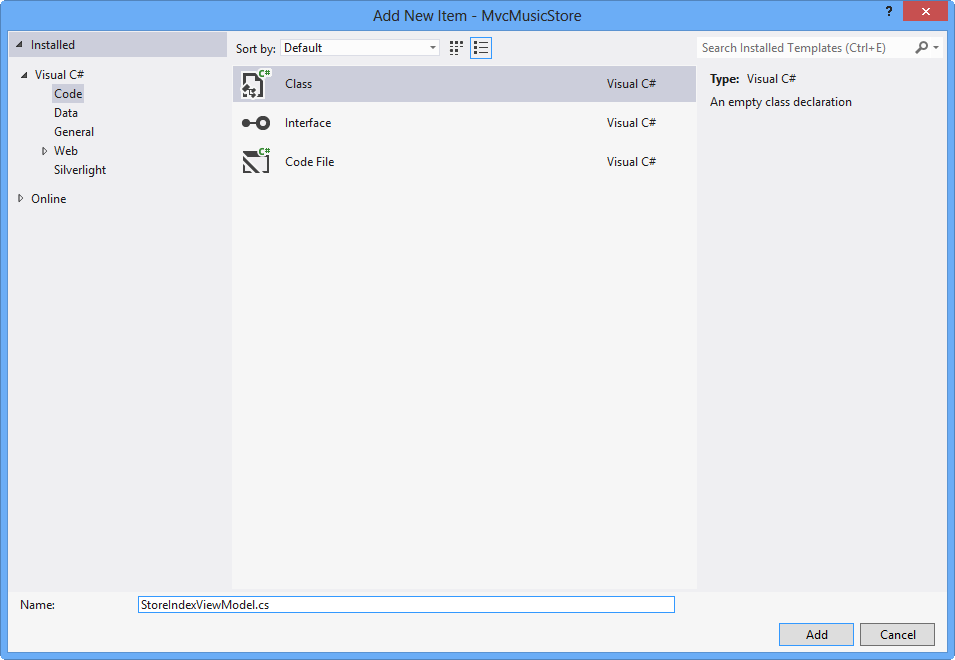 Add New Item - MvcMusicStore
?
Installed
Sort by: Default
Search Installed Templates (Ctrl+E)
Visual C#
Code
Data
General
Web
Silverlight
Online
C#
Class Visual C#
Interface Visual C#
C#
Code File Visual C#
Type: Visual C#
An empty class declaration
Name: StoreIndexViewModel.cs
Add Cancel